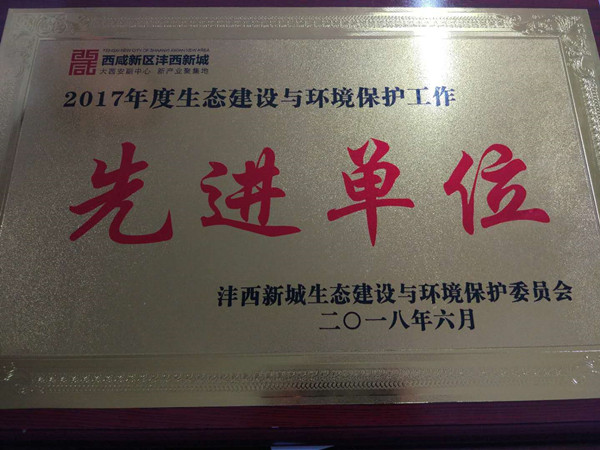 西咸新区沣西新城
大西安新中心 新产业聚集地
2017年度生态建设与环境保护工作
先进单位
沣西新城生态建设与环境保护委员会
二〇一八年六月